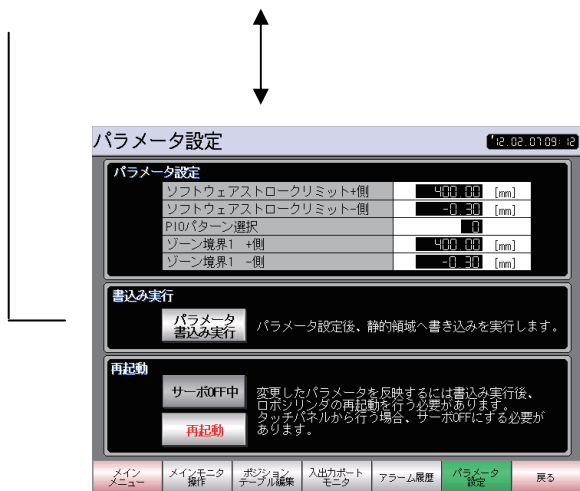 パラメータ設定
'12.02.07 09:12
パラメータ設定
ソフトウェアストロークリミット+側 400.00 [mm]
ソフトウェアストロークリミット-側 -0.30 [mm]
PIOパターン選択 0
ゾーン境界1 +側 400.00 [mm]
ゾーン境界1 -側 -0.30 [mm]
書込み実行
パラメータ
書込み実行
パラメータ設定後、静的領域へ書き込みを実行します。
再起動
サーボOFF中
再起動
変更したパラメータを反映するには書込み実行後、
ロボシリンダの再起動を行う必要があります。
タッチパネルから行う場合、サーボOFFにする必要が
あります。
メイン
メニュー
メインモニタ
操作
ポジション
テーブル編集
入出力ポート
モニタ
アラーム履歴
パラメータ
設定
戻る